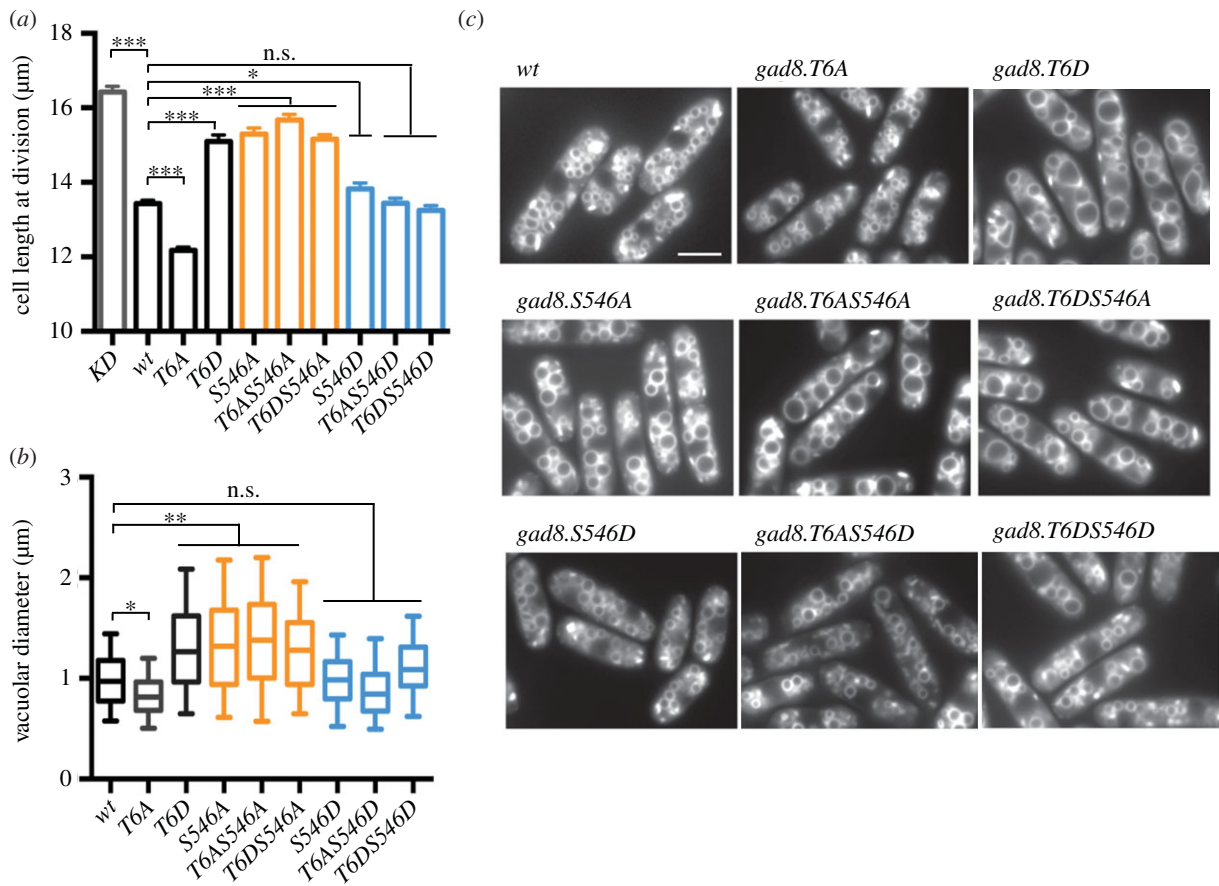 (a)
18
16
14
12
10
cell length at division (µm)
***
n.s.
*
***
***
***
KD
wt
T6A
T6D
S546A
T6AS546A
T6DS546A
S546D
T6AS546D
T6DS546D
(b)
3
2
1
0
vacuolar diameter (µm)
n.s.
**
*
wt
T6A
T6D
S546A
T6AS546A
T6DS546A
S546D
T6AS546D
T6DS546D
(c)
wt
gad8.T6A
gad8.T6D
gad8.S546A
gad8.T6AS546A
gad8.T6DS546A
gad8.S546D
gad8.T6AS546D
gad8.T6DS546D